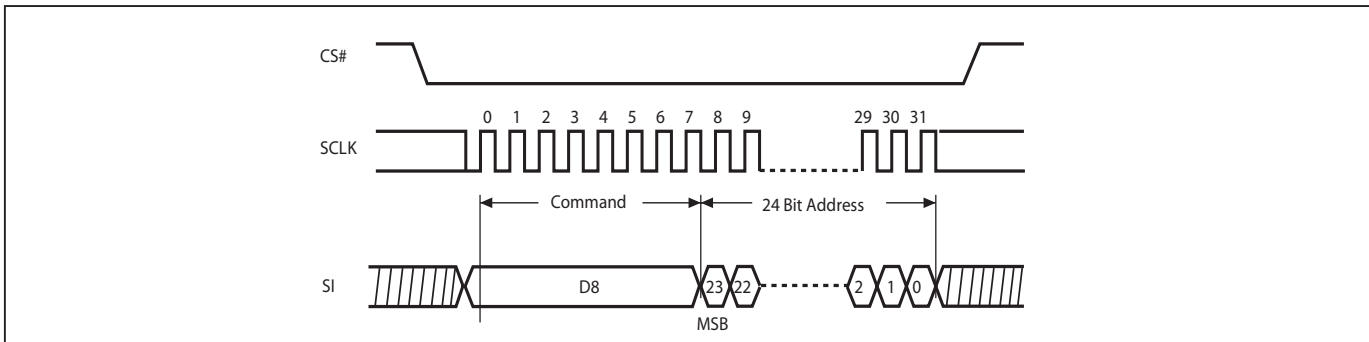 CS#
0 1 2 3 4 5 6 7 8 9 29 30 31
SCLK
Command 24 Bit Address
SI D8 23 22 2 1 0
MSB